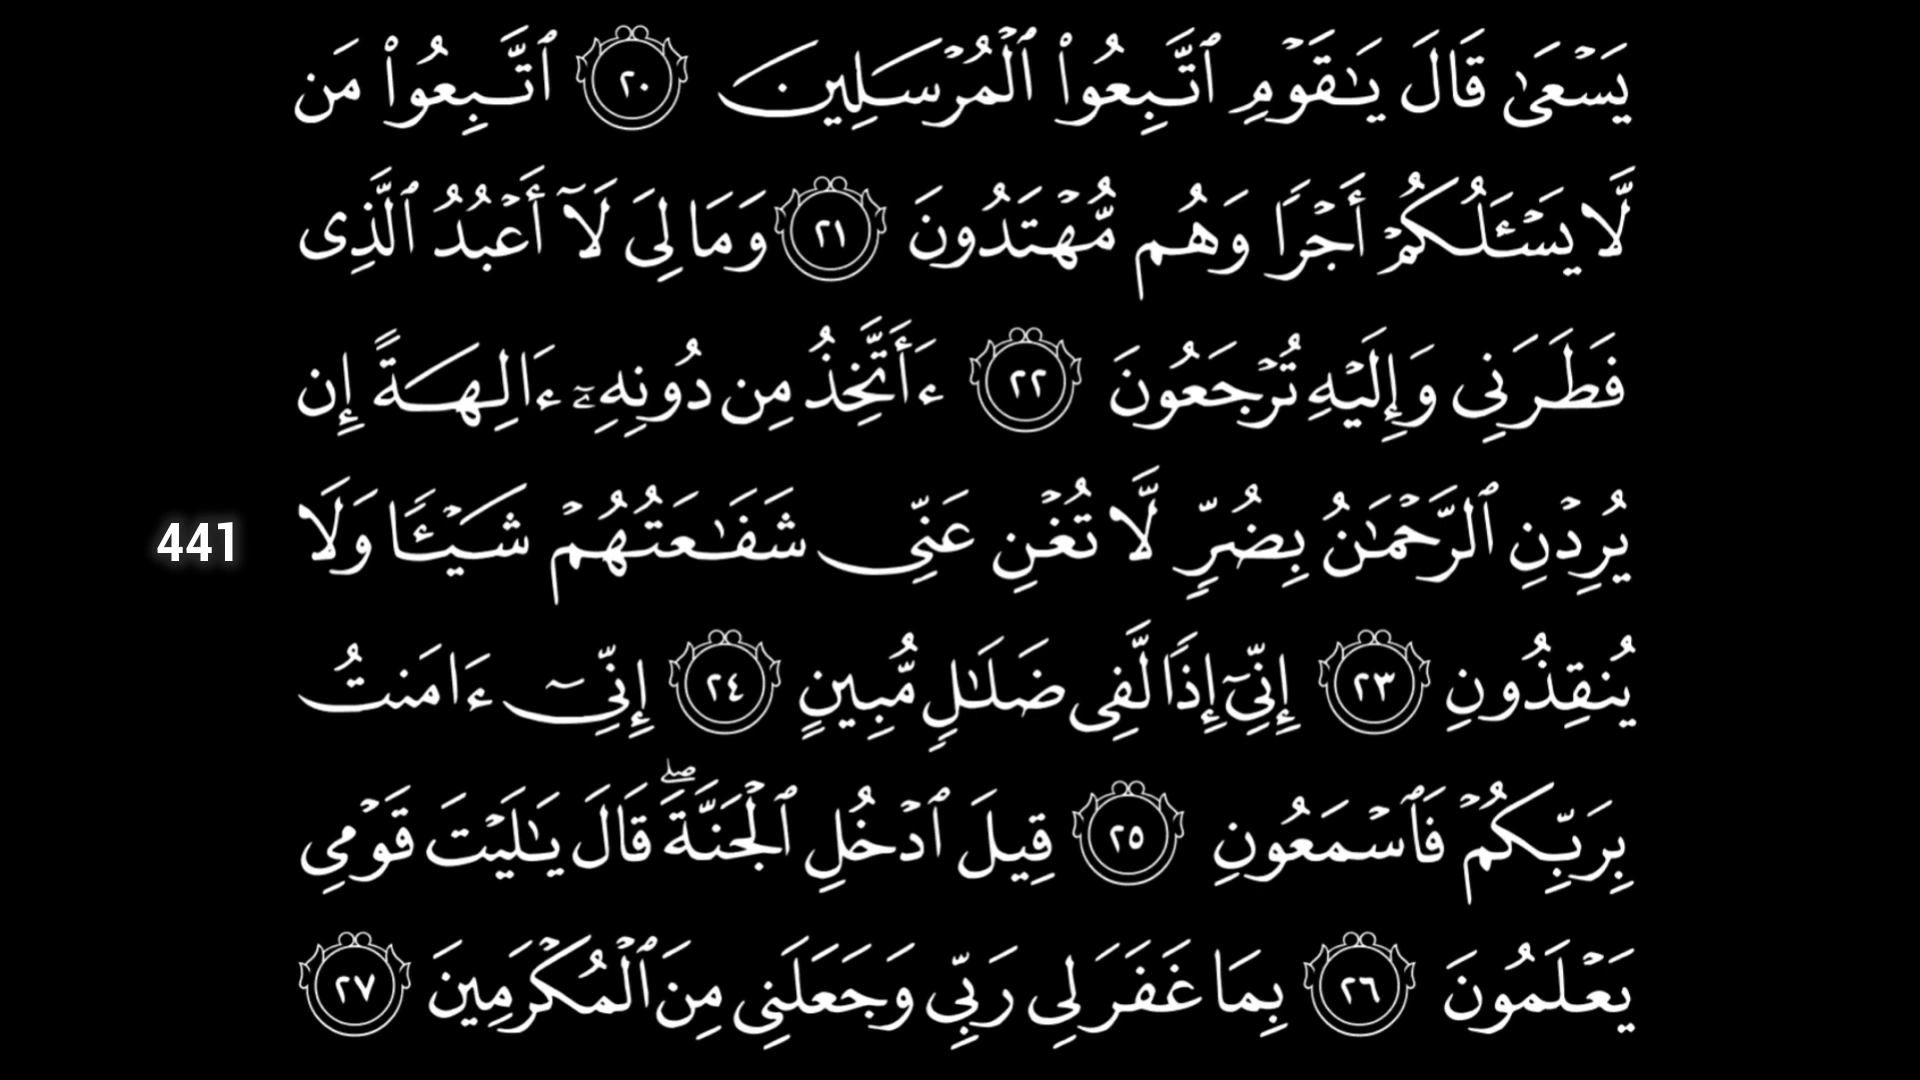 يَسۡعَىٰ قَالَ يَـٰقَوۡمِ ٱتَّبِعُوا۟ ٱلۡمُرۡسَلِينَ ٢٠ ٱتَّبِعُوا۟ مَن
لَّا يَسۡـَٔلُكُمۡ أَجۡرًا وَهُم مُّهۡتَدُونَ ٢١ وَمَا لِىَ لَآ أَعۡبُدُ ٱلَّذِى
فَطَرَنِى وَإِلَيۡهِ تُرۡجَعُونَ ٢٢ ءَأَتَّخِذُ مِن دُونِهِۦٓ ءَالِهَةً إِن
يُرِدۡنِ ٱلرَّحۡمَـٰنُ بِضُرٍّ لَّا تُغۡنِ عَنِّى شَفَـٰعَتُهُمۡ شَيۡـًٔا وَلَا
441
يُنقِذُونِ ٢٣ إِنِّىٓ إِذًا لَّفِى ضَلَـٰلٍ مُّبِينٍ ٢٤ إِنِّىٓ ءَامَنتُ
بِرَبِّكُمۡ فَٱسۡمَعُونِ ٢٥ قِيلَ ٱدۡخُلِ ٱلۡجَنَّةَۖ قَالَ يَـٰلَيۡتَ قَوۡمِى
يَعۡلَمُونَ ٢٦ بِمَا غَفَرَ لِى رَبِّى وَجَعَلَنِى مِنَ ٱلۡمُكۡرَمِينَ ٢٧